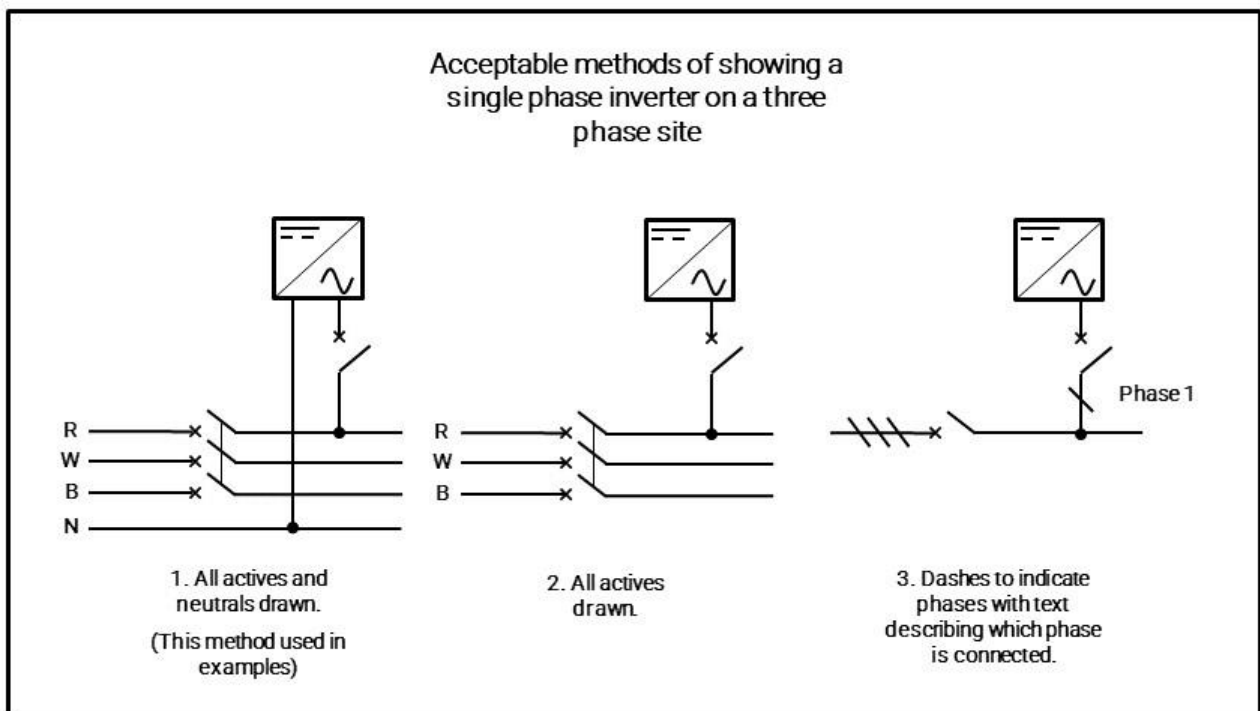 Acceptable methods of showing a
single phase inverter on a three
phase site
R
W
B
N
1. All actives and
neutrals drawn.
(This method used in
examples)
R
W
B
2. All actives
drawn.
Phase 1
3. Dashes to indicate
phases with text
describing which phase
is connected.